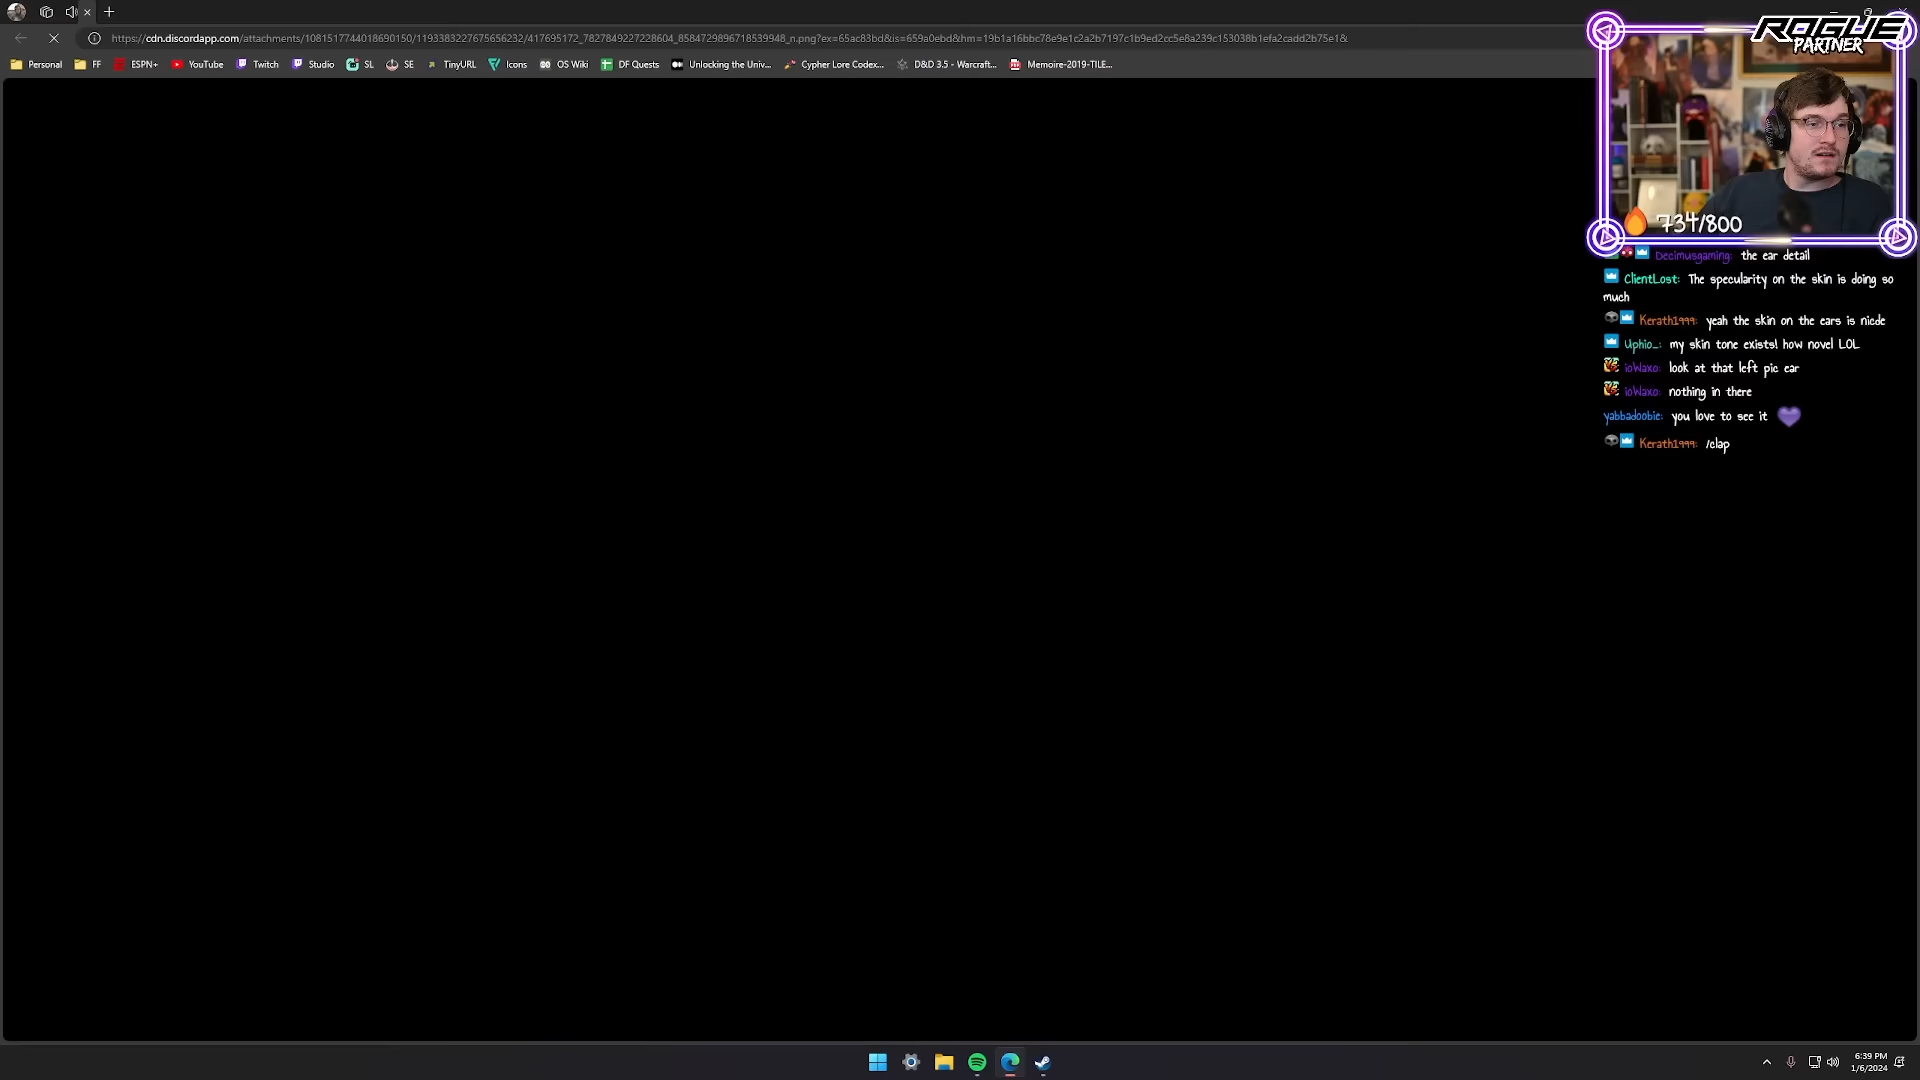 https://cdn.discordapp.com/attachments/1081517744018690150/1193383227675656232/417695172_7827849227228604_8584729896718539948_n.png?ex=65ac83bd&is=659a0ebd&hm=19b1a16bbc78e9e1c2a2b7197c1b9ed2cc5e8a239c153038b1efa2cadd2b75e1&
Personal FF ESPN+ YouTube Twitch Studio SL SE TinyURL Icons OS Wiki DF Quests Unlocking the Univ... Cypher Lore Codex... D&D 3.5 - Warcraft... Memoire-2019-TILE...
ROGUE
PARTNER
734/800
Decimusgaming: the ear detail
ClientLost: The specularity on the skin is doing so
much
Kerath1999: yeah the skin on the ears is nicde
Uphio_: my skin tone exists! how novel LOL
ioWaxo: look at that left pic ear
ioWaxo: nothing in there
yabbadoobie: you love to see it
Kerath1999: /clap
6:39 PM
1/6/2024